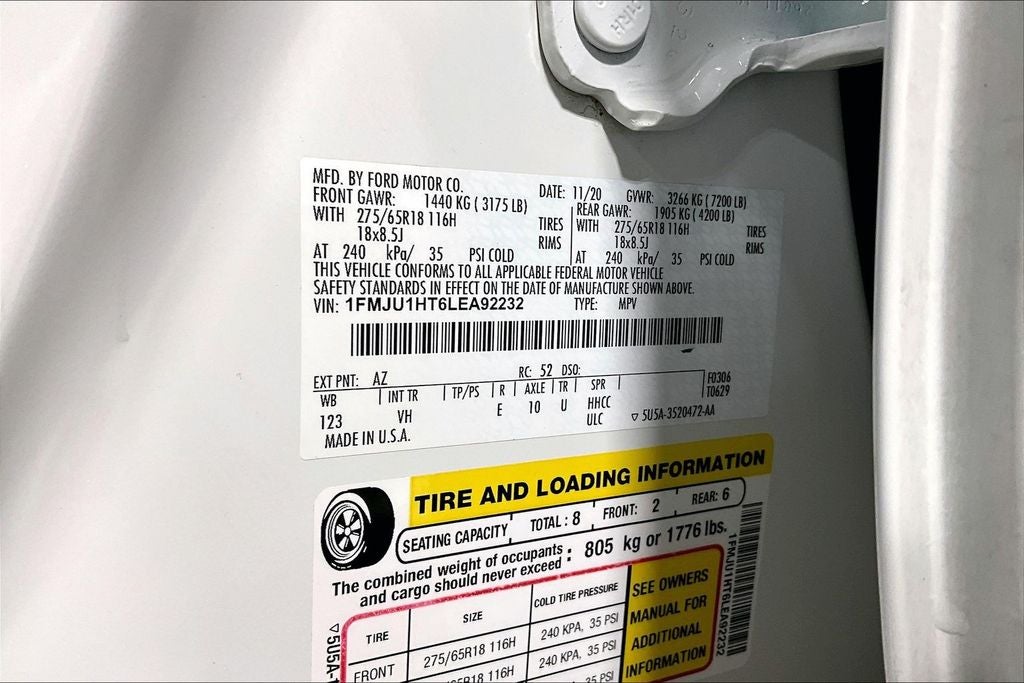 MFD. BY FORD MOTOR CO. DATE: 11/20 GVWR: 3266 KG ( 7200 LB)
FRONT GAWR: 1440 KG ( 3175 LB) REAR GAWR: 1905 KG ( 4200 LB)
WITH 275/65R18 116H TIRES WITH 275/65R18 116H TIRES
18x8.5J RIMS 18x8.5J RIMS
AT 240 kPa/ 35 PSI COLD AT 240 kPa/ 35 PSI COLD
THIS VEHICLE CONFORMS TO ALL APPLICABLE FEDERAL MOTOR VEHICLE
SAFETY STANDARDS IN EFFECT ON THE DATE OF MANUFACTURE SHOWN ABOVE.
VIN: 1FMJU1HT6LEA92232 TYPE: MPV
EXT PNT: AZ RC: 52 DSO:
WB INT TR TP/PS R AXLE TR SPR F0306
T0629
123 VH E 10 U HHCC
ULC ▽ 5U5A-3520472-AA
MADE IN U.S.A.
TIRE AND LOADING INFORMATION
SEATING CAPACITY TOTAL : 8 FRONT: 2 REAR: 6
The combined weight of occupants
and cargo should never exceed : 805 kg or 1776 lbs.
TIRE SIZE COLD TIRE PRESSURE
FRONT 275/65R18 116H 240 KPA, 35 PSI
240 KPA, 35 PSI
35 PSI
SEE OWNERS
MANUAL FOR
ADDITIONAL
INFORMATION
1FMJU1HT6LEA92232
▽ 5U5A-